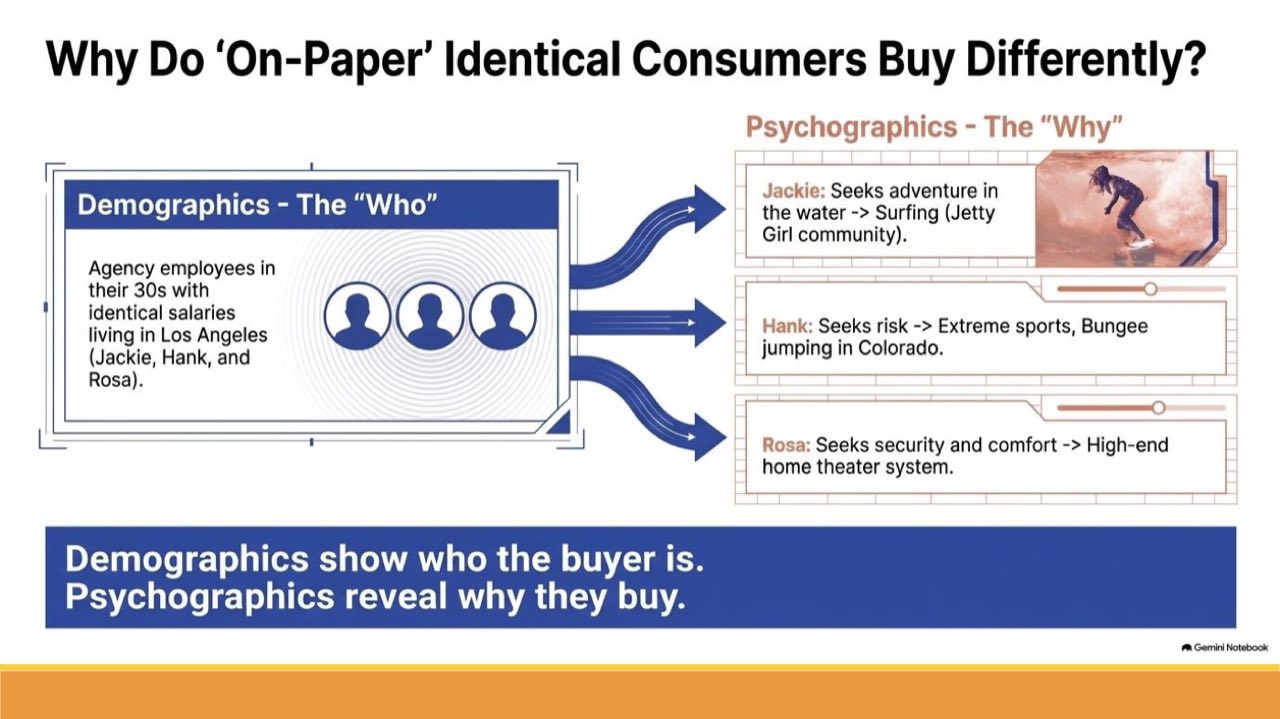 Why Do ‘On-Paper’ Identical Consumers Buy Differently?
Demographics - The “Who”
Agency employees in
their 30s with
identical salaries
living in Los Angeles
(Jackie, Hank, and
Rosa).
Psychographics - The “Why”
Jackie: Seeks adventure in
the water -> Surfing (Jetty
Girl community).
Hank: Seeks risk -> Extreme sports, Bungee
jumping in Colorado.
Rosa: Seeks security and comfort -> High-end
home theater system.
Demographics show who the buyer is.
Psychographics reveal why they buy.
Gemini Notebook